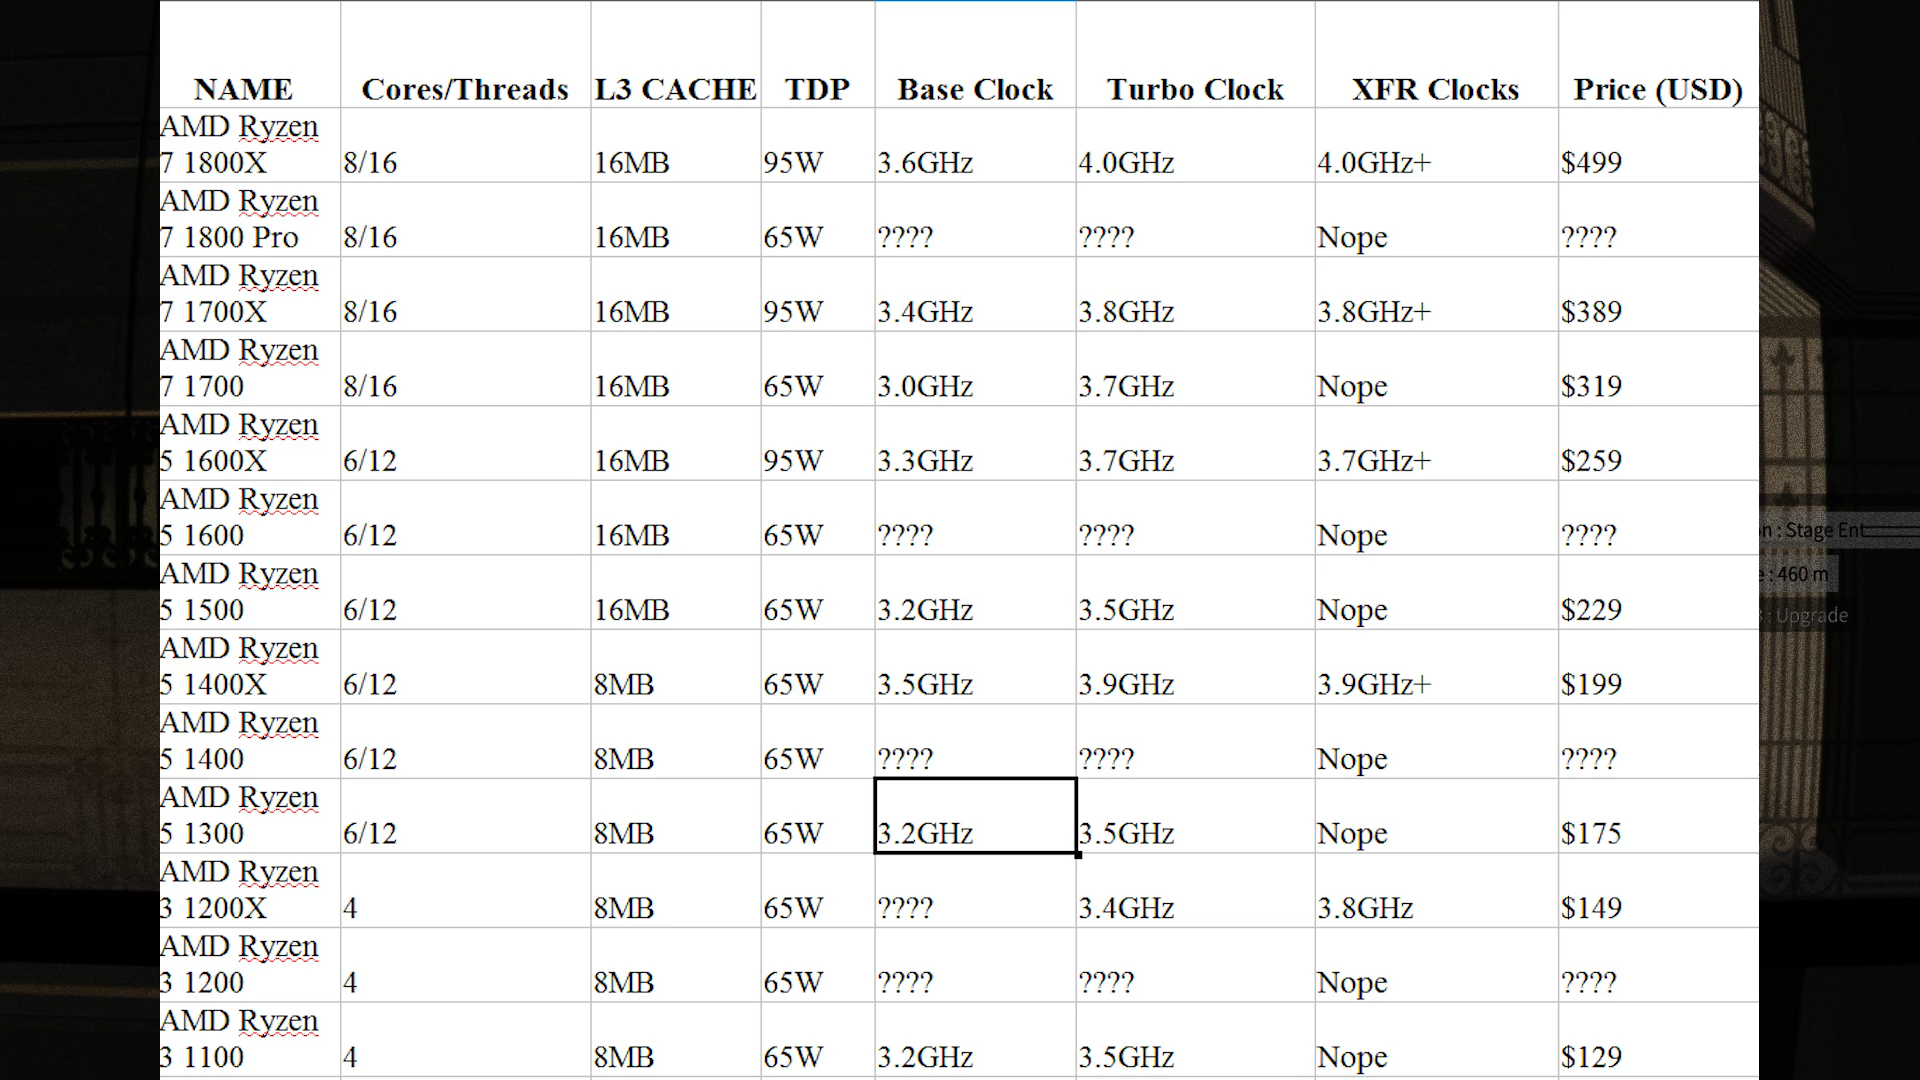 NAME Cores/Threads L3 CACHE TDP Base Clock Turbo Clock XFR Clocks Price (USD)
AMD Ryzen
7 1800X 8/16 16MB 95W 3.6GHz 4.0GHz 4.0GHz+ $499
AMD Ryzen
7 1800 Pro 8/16 16MB 65W ???? ???? Nope ????
AMD Ryzen
7 1700X 8/16 16MB 95W 3.4GHz 3.8GHz 3.8GHz+ $389
AMD Ryzen
7 1700 8/16 16MB 65W 3.0GHz 3.7GHz Nope $319
AMD Ryzen
5 1600X 6/12 16MB 95W 3.3GHz 3.7GHz 3.7GHz+ $259
AMD Ryzen
5 1600 6/12 16MB 65W ???? ???? Nope ????
AMD Ryzen
5 1500 6/12 16MB 65W 3.2GHz 3.5GHz Nope $229
AMD Ryzen
5 1400X 6/12 8MB 65W 3.5GHz 3.9GHz 3.9GHz+ $199
AMD Ryzen
5 1400 6/12 8MB 65W ???? ???? Nope ????
AMD Ryzen
5 1300 6/12 8MB 65W 3.2GHz 3.5GHz Nope $175
AMD Ryzen
3 1200X 4 8MB 65W ???? 3.4GHz 3.8GHz $149
AMD Ryzen
3 1200 4 8MB 65W ???? ???? Nope ????
AMD Ryzen
3 1100 4 8MB 65W 3.2GHz 3.5GHz Nope $129
: Stage Ent
: 460 m
: Upgrade